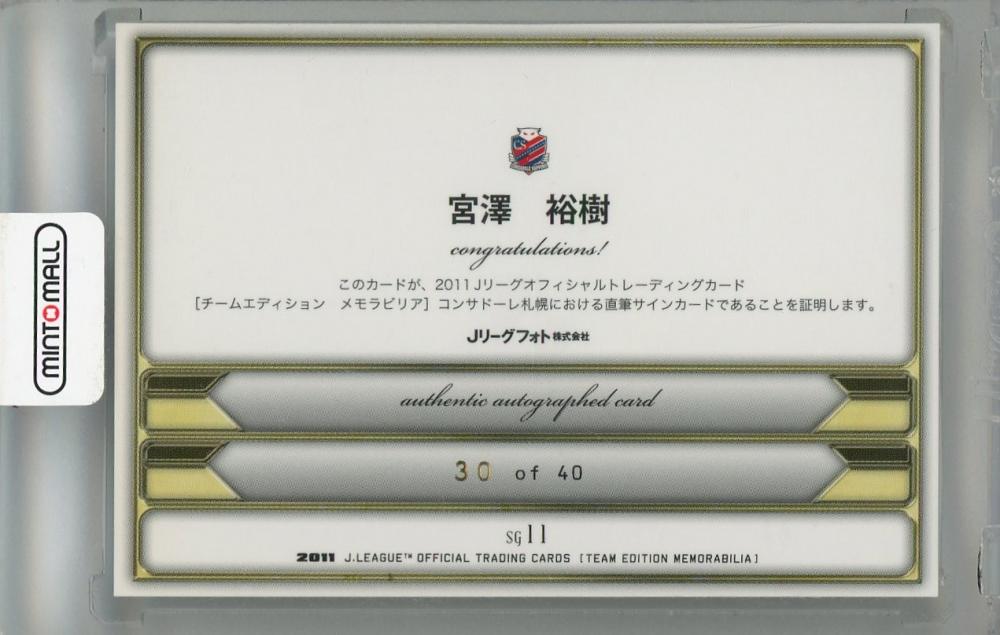 宮澤 裕樹
congratulations!
このカードが、2011Jリーグオフィシャルトレーディングカード
［チームエディション メモラビリア］コンサドーレ札幌における直筆サインカードであることを証明します。
Jリーグフォト株式会社
authentic autographed card
30 of 40
SG11
2011 J.LEAGUE™ OFFICIAL TRADING CARDS [TEAM EDITION MEMORABILIA]
MINTMALL